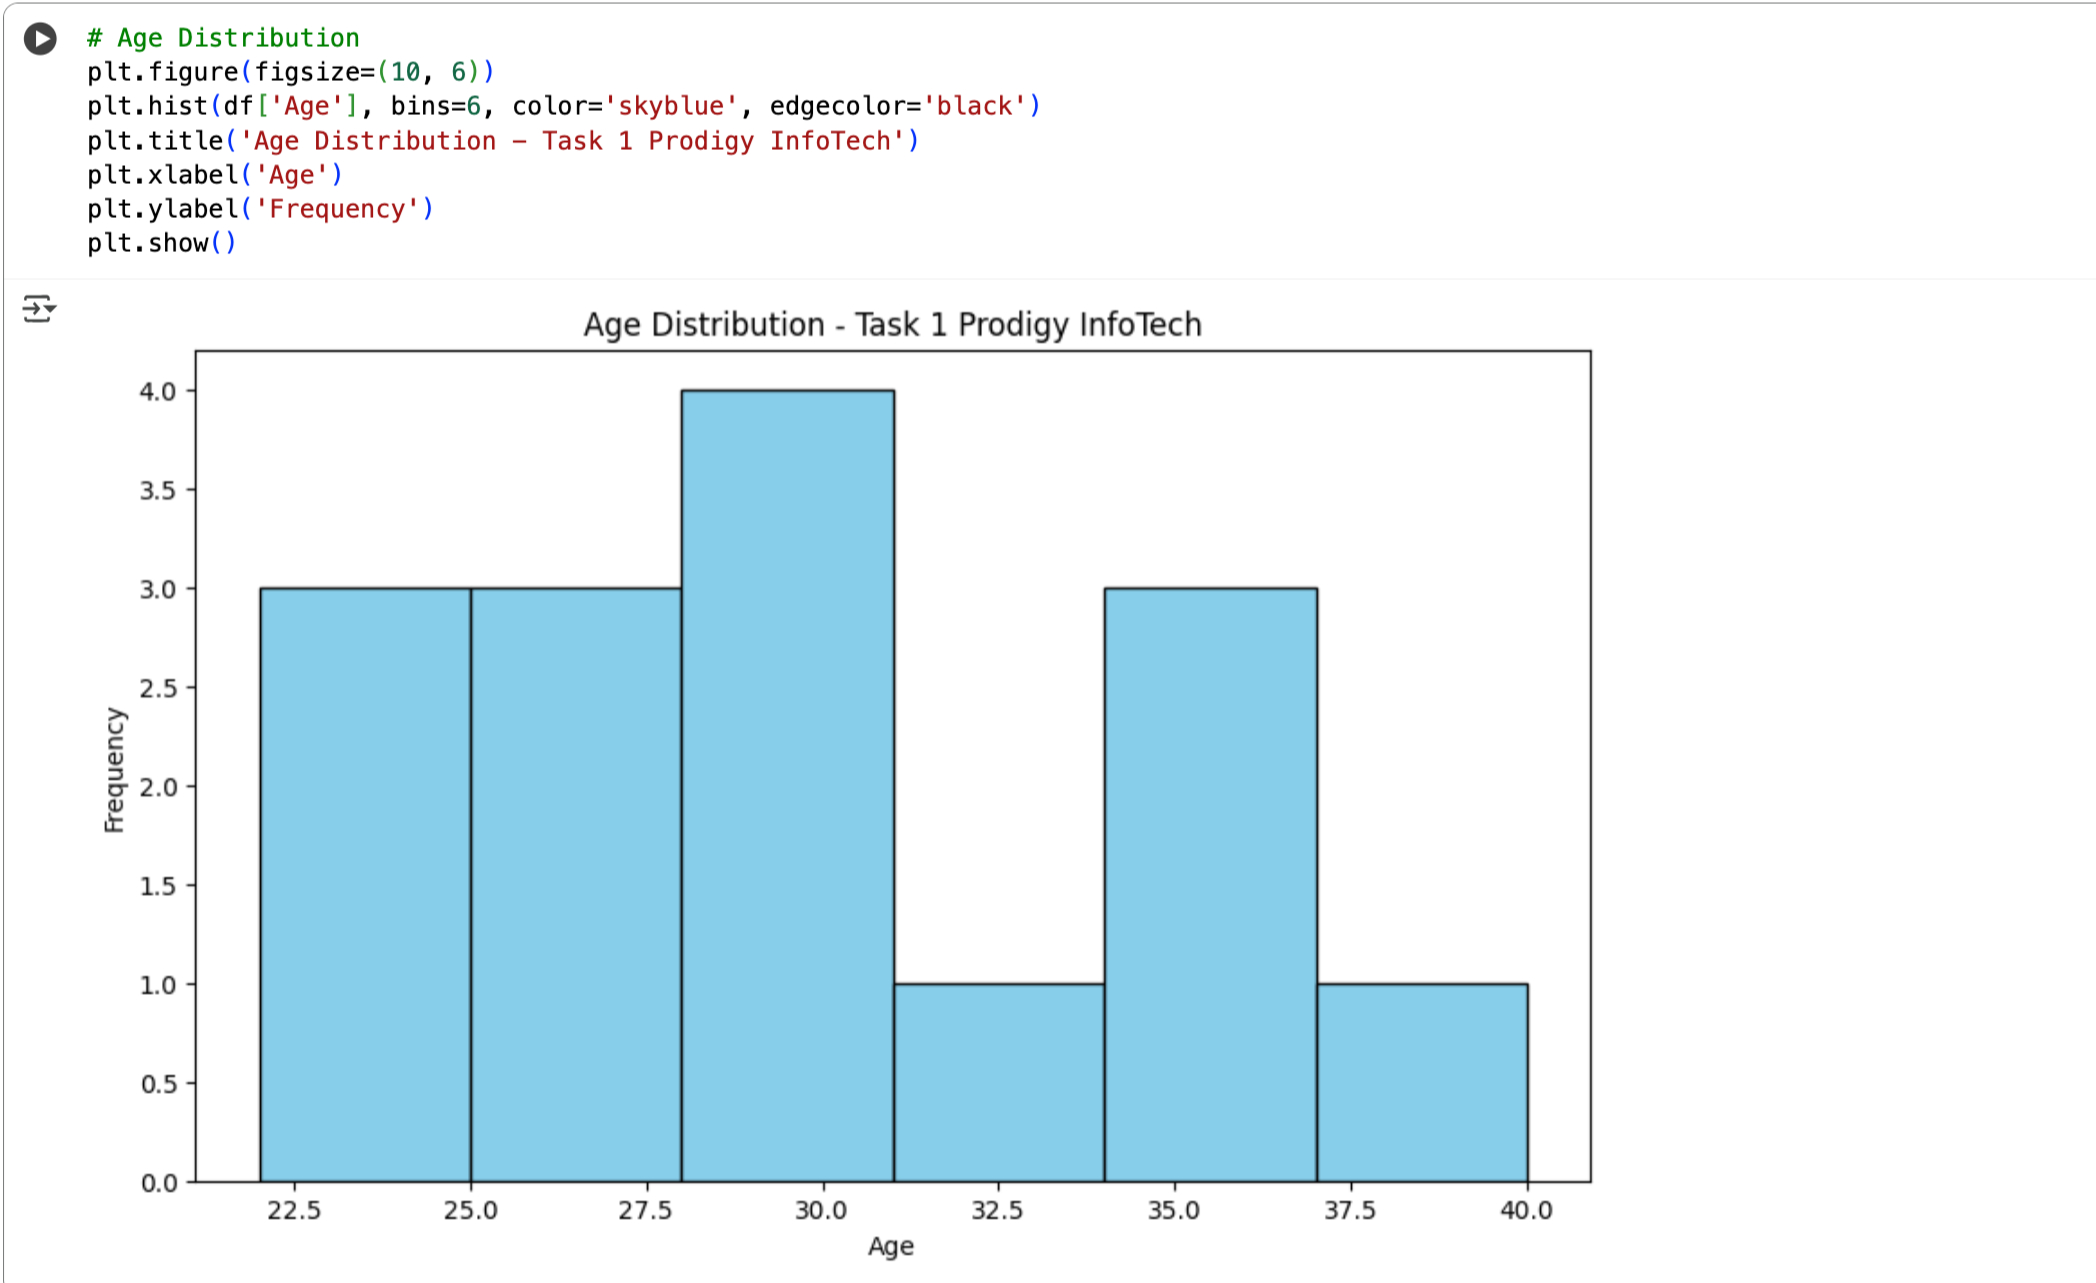 # Age Distribution
plt.figure(figsize=(10, 6))
plt.hist(df['Age'], bins=6, color='skyblue', edgecolor='black')
plt.title('Age Distribution – Task 1 Prodigy InfoTech')
plt.xlabel('Age')
plt.ylabel('Frequency')
plt.show()
Age Distribution - Task 1 Prodigy InfoTech
4.0
3.5
3.0
2.5
2.0
1.5
1.0
0.5
0.0
Frequency
22.5 25.0 27.5 30.0 32.5 35.0 37.5 40.0
Age